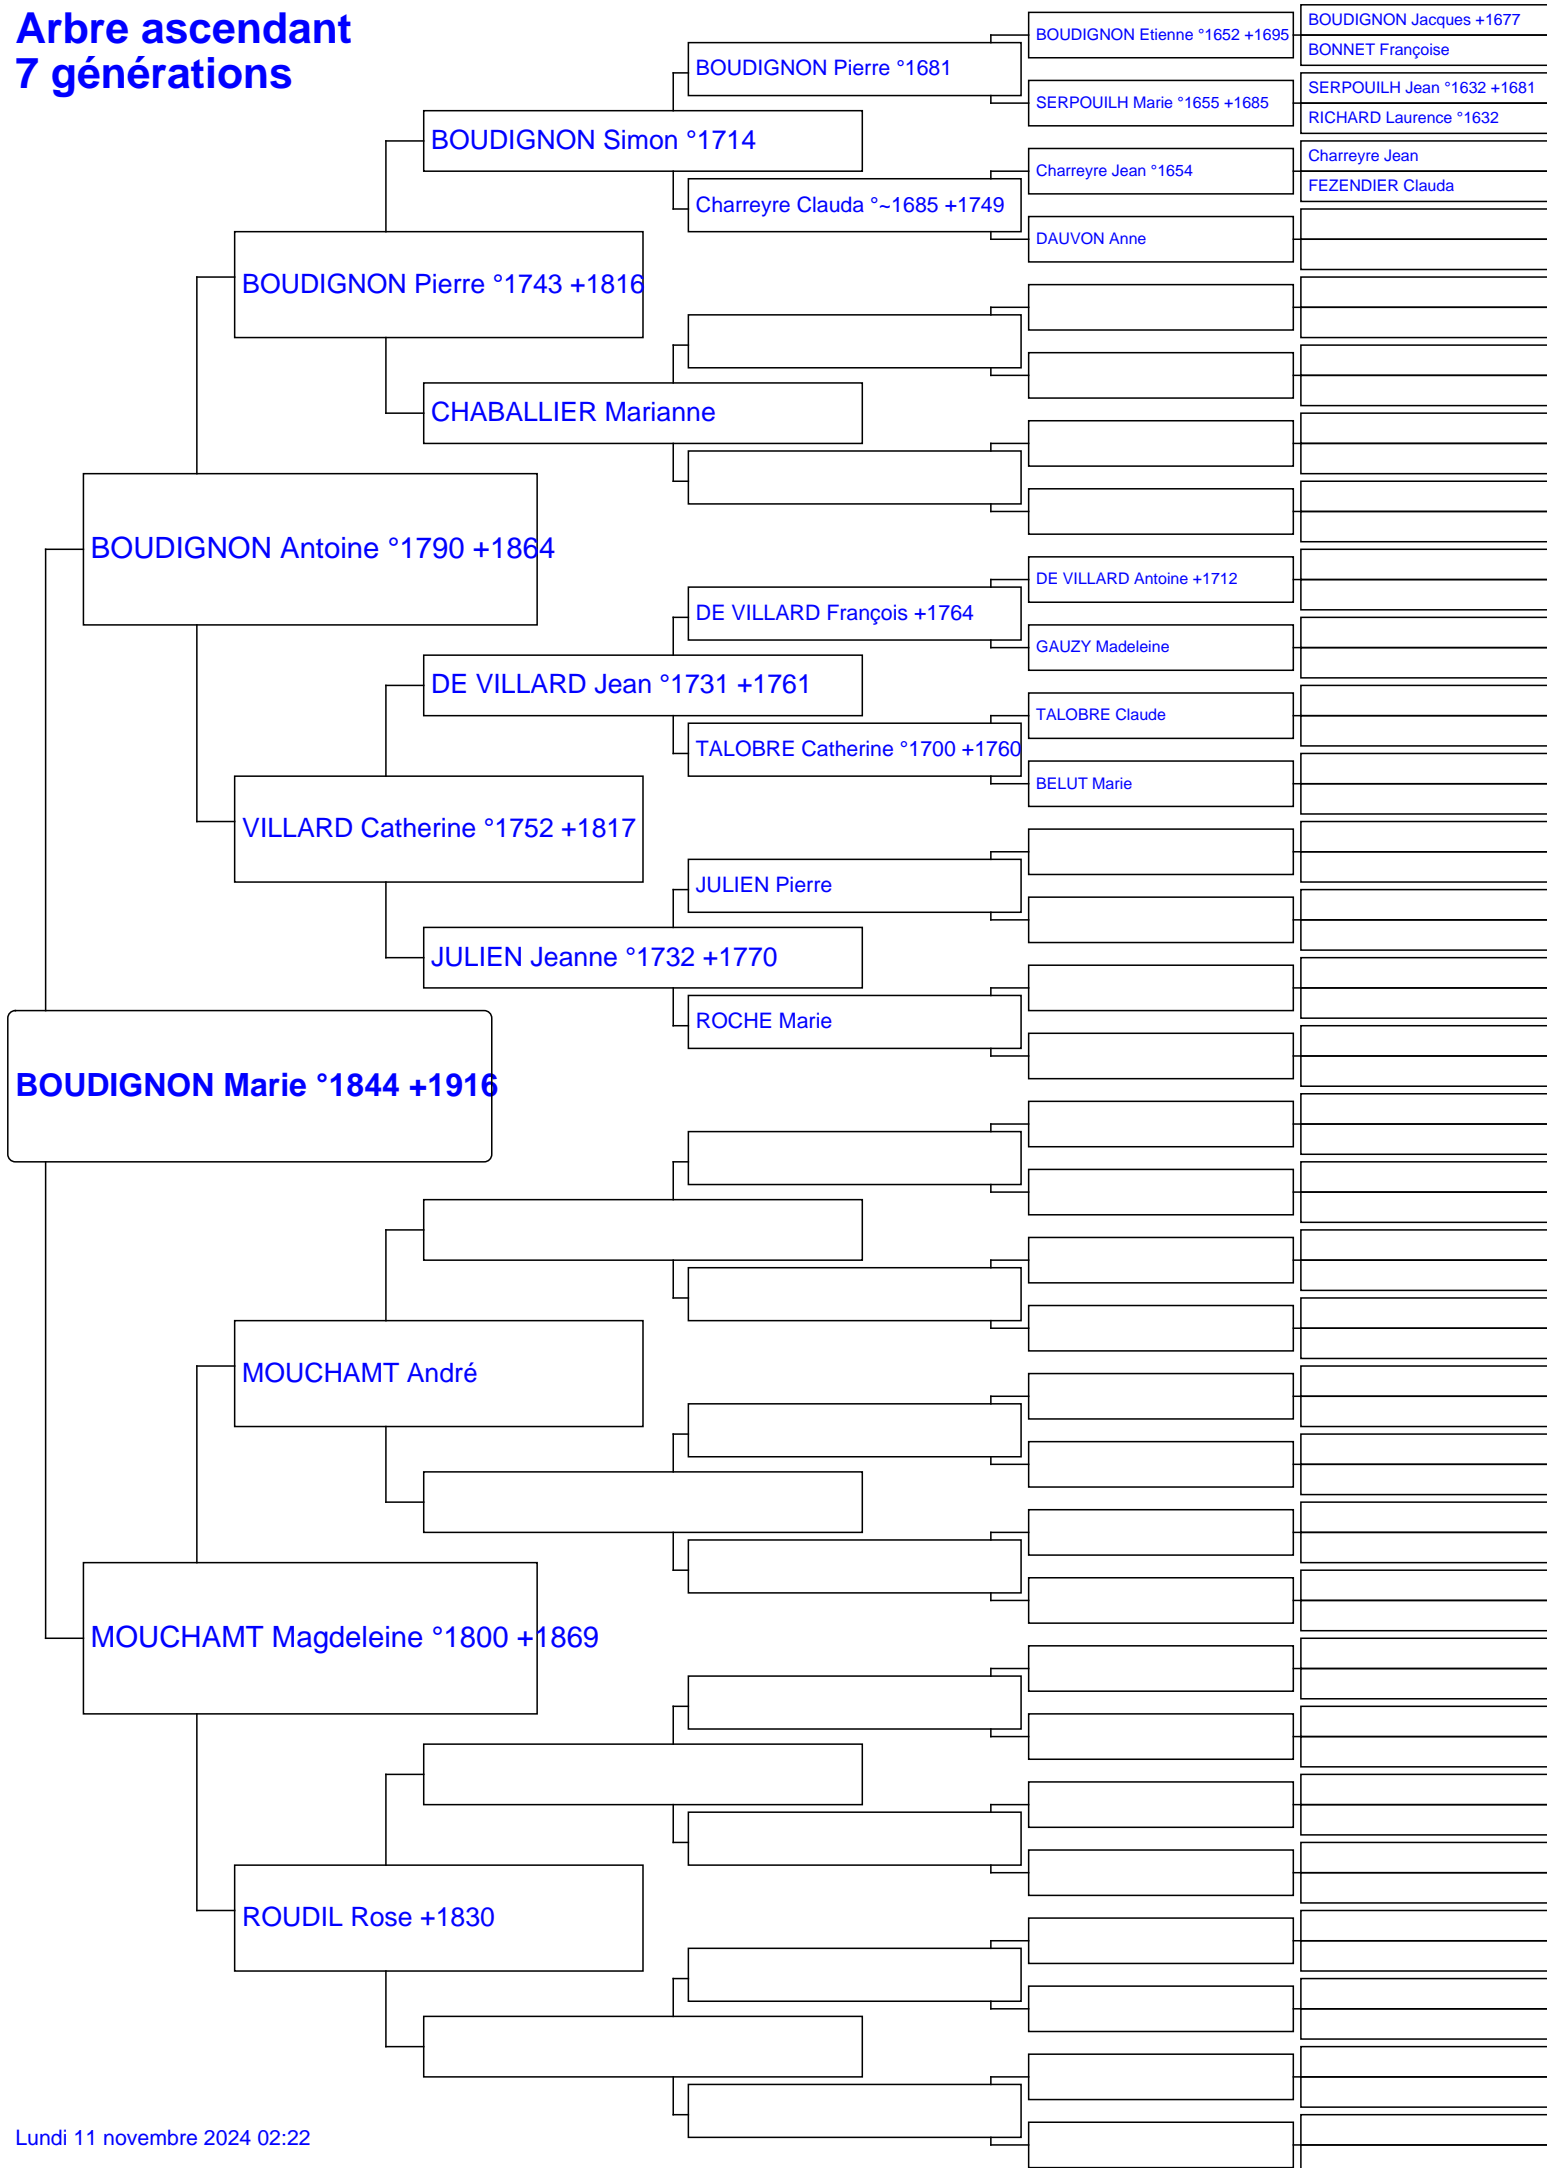 Arbre ascendant
7 générations
BOUDIGNON Jacques +1677
BOUDIGNON Etienne °1652 +1695
BONNET Françoise
BOUDIGNON Pierre °1681
SERPOUILH Jean °1632 +1681
SERPOUILH Marie °1655 +1685
RICHARD Laurence °1632
BOUDIGNON Simon °1714
Charreyre Jean
Charreyre Jean °1654
FEZENDIER Clauda
Charreyre Clauda °~1685 +1749
DAUVON Anne
BOUDIGNON Pierre °1743 +1816
CHABALLIER Marianne
BOUDIGNON Antoine °1790 +1864
DE VILLARD Antoine +1712
DE VILLARD François +1764
GAUZY Madeleine
DE VILLARD Jean °1731 +1761
TALOBRE Claude
TALOBRE Catherine °1700 +1760
BELUT Marie
VILLARD Catherine °1752 +1817
JULIEN Pierre
JULIEN Jeanne °1732 +1770
ROCHE Marie
BOUDIGNON Marie °1844 +1916
MOUCHAMT André
MOUCHAMT Magdeleine °1800 +1869
ROUDIL Rose +1830
Lundi 11 novembre 2024 02:22